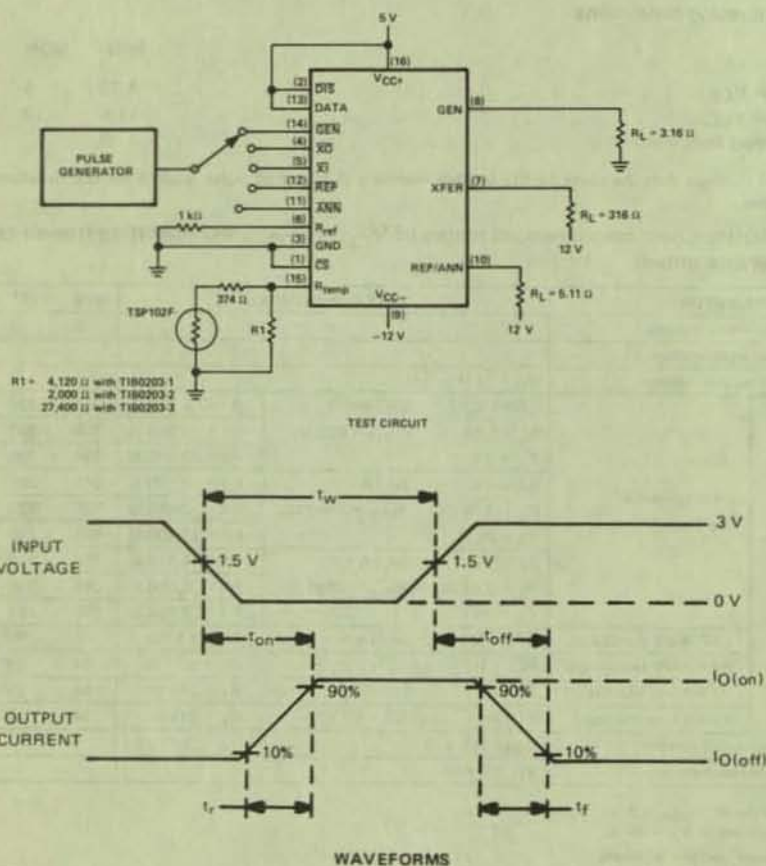 5 V
(16)
VCC+
(2) DIS
(13) DATA
(14) GEN
(4) XO
(5) XI
(12) REP
(11) ANN
(6) Rref
(3) GND
(1) CS
(15) Rtemp
GEN (8)
XFER (7)
REP/ANN (10)
VCC−
(9)
−12 V
PULSE
GENERATOR
1 kΩ
374 Ω
TSP102F
R1
RL = 3.16 Ω
RL = 316 Ω
12 V
RL = 5.11 Ω
12 V
R1 = 4,120 Ω with TIB0203-1
2,000 Ω with TIB0203-2
27,400 Ω with TIB0203-3
TEST CIRCUIT
tw
INPUT
VOLTAGE
1.5 V
1.5 V
3 V
0 V
ton
toff
OUTPUT
CURRENT
90%
90%
10%
10%
IO(on)
IO(off)
tr
tf
WAVEFORMS